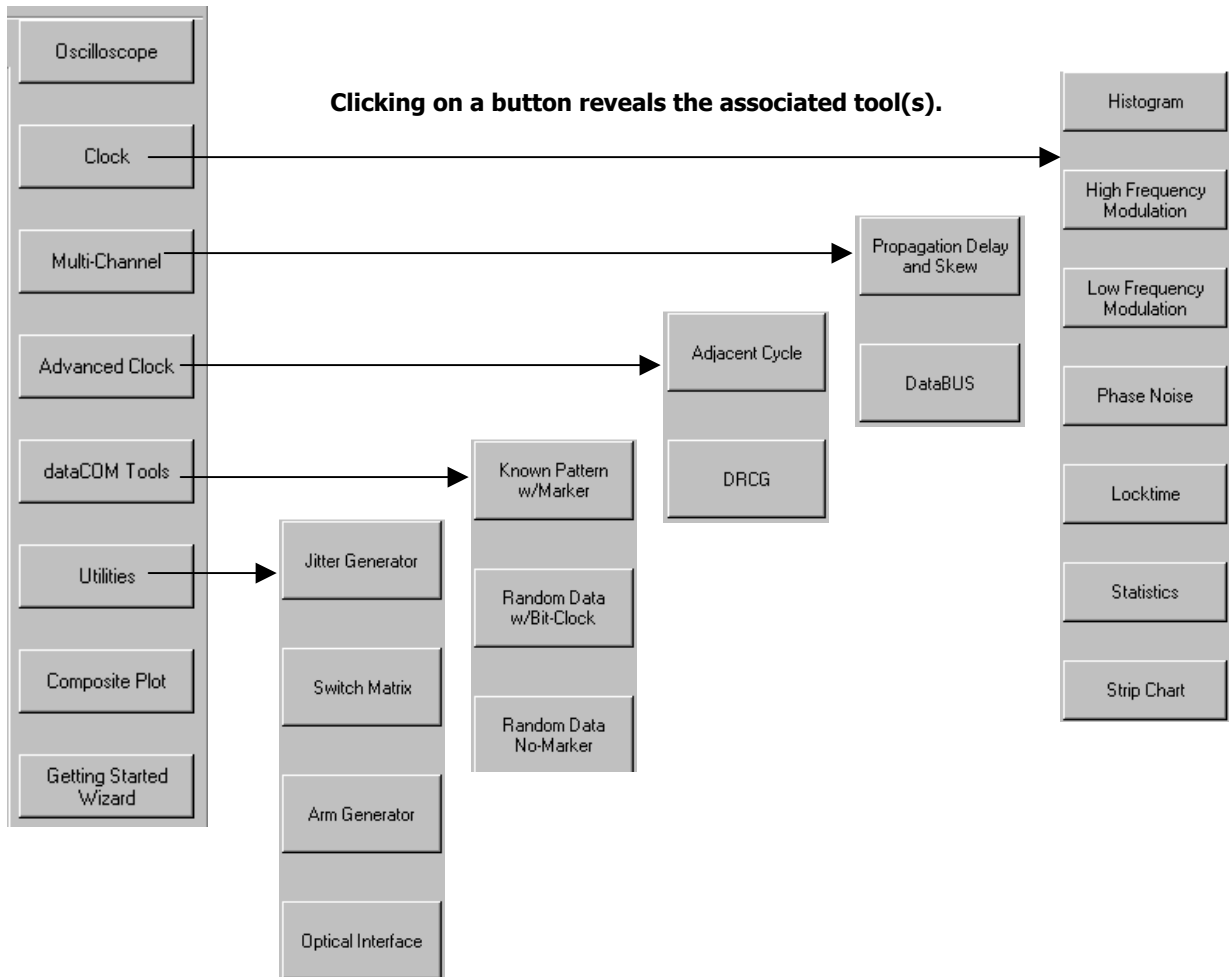 Oscilloscope
Clicking on a button reveals the associated tool(s).
Clock
Multi-Channel
Advanced Clock
dataCOM Tools
Utilities
Composite Plot
Getting Started
Wizard
Jitter Generator
Switch Matrix
Arm Generator
Optical Interface
Known Pattern
w/Marker
Random Data
w/Bit-Clock
Random Data
No-Marker
Adjacent Cycle
DRCG
Propagation Delay
and Skew
DataBUS
Histogram
High Frequency
Modulation
Low Frequency
Modulation
Phase Noise
Locktime
Statistics
Strip Chart